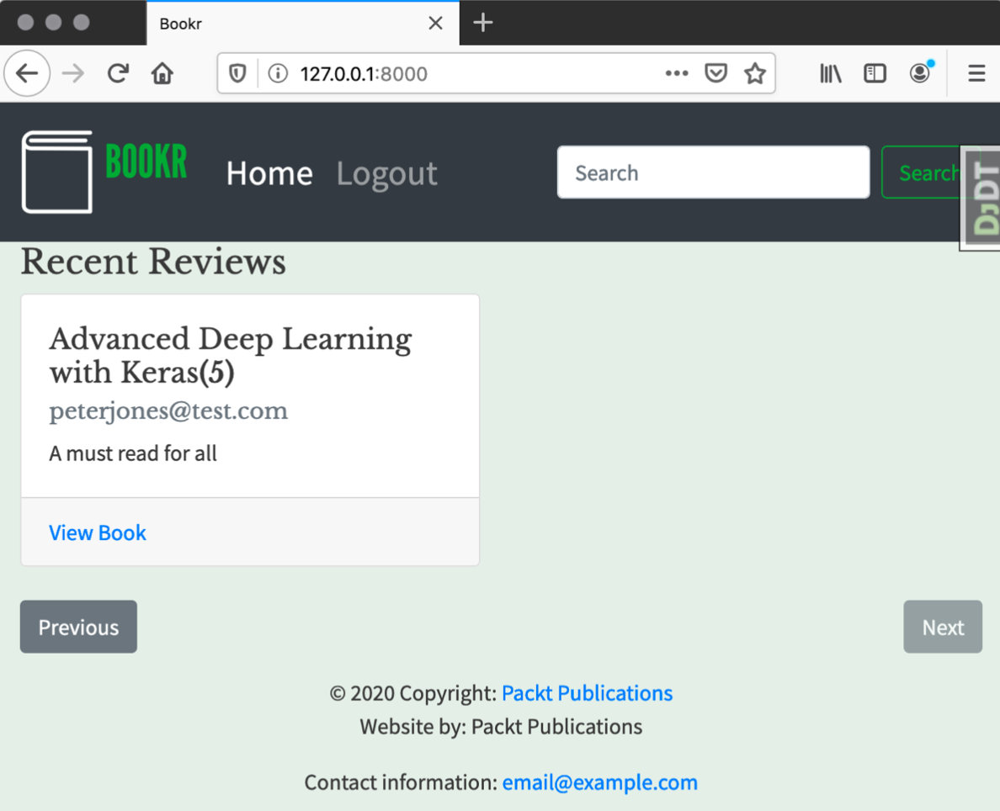 Bookr
127.0.0.1:8000
BOOKR
Home Logout
Search
Search
DjDT
Recent Reviews
Advanced Deep Learning
with Keras(5)
peterjones@test.com
A must read for all
View Book
Previous
Next
© 2020 Copyright: Packt Publications
Website by: Packt Publications
Contact information: email@example.com